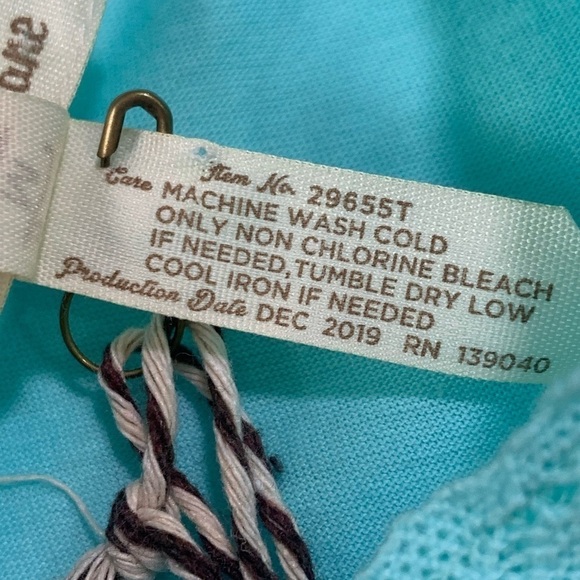 Item No. 29655T
Care MACHINE WASH COLD
ONLY NON CHLORINE BLEACH
IF NEEDED, TUMBLE DRY LOW
COOL IRON IF NEEDED
Production Date DEC 2019 RN 139040